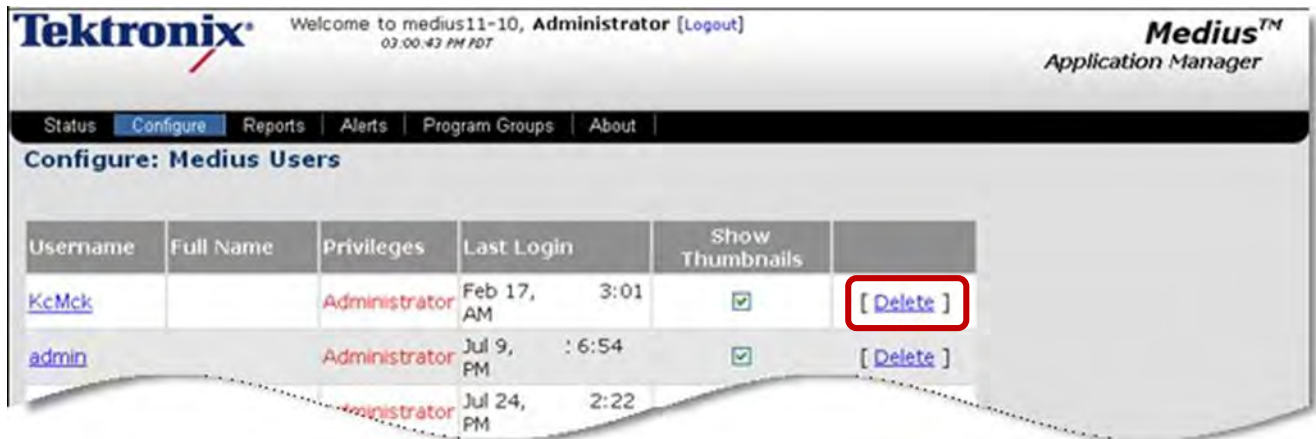 Tektronix
Welcome to medius11-10, Administrator [Logout]
03:00:43 PM PDT
Medius™
Application Manager
Status | Configure | Reports | Alerts | Program Groups | About |
Configure: Medius Users
Username Full Name Privileges Last Login Show Thumbnails
KcMck Administrator Feb 17, 3:01 AM [ Delete ]
admin Administrator Jul 9, : 6:54 PM [ Delete ]
Administrator Jul 24, 2:22 PM